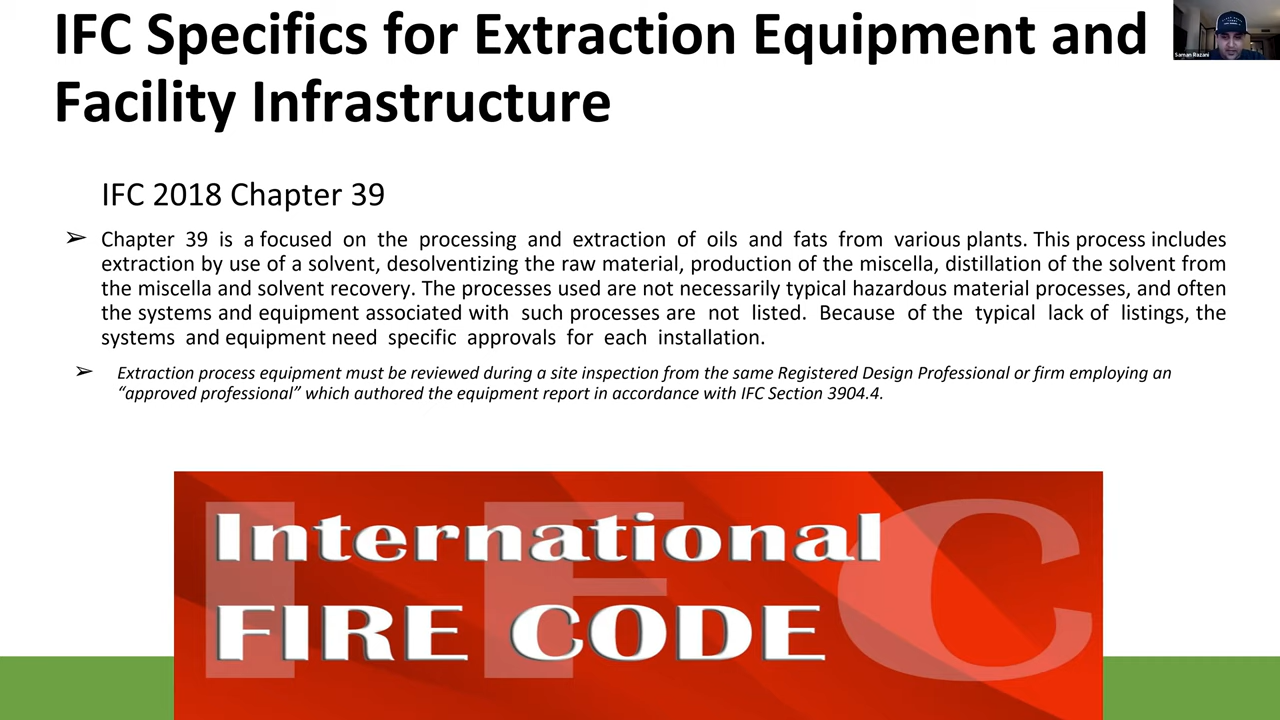 IFC Specifics for Extraction Equipment and
Facility Infrastructure
Saman Razani
IFC 2018 Chapter 39
➢ Chapter 39 is a focused on the processing and extraction of oils and fats from various plants. This process includes
extraction by use of a solvent, desolventizing the raw material, production of the miscella, distillation of the solvent from
the miscella and solvent recovery. The processes used are not necessarily typical hazardous material processes, and often
the systems and equipment associated with such processes are not listed. Because of the typical lack of listings, the
systems and equipment need specific approvals for each installation.
➢ Extraction process equipment must be reviewed during a site inspection from the same Registered Design Professional or firm employing an
“approved professional” which authored the equipment report in accordance with IFC Section 3904.4.
I F C
International
FIRE CODE